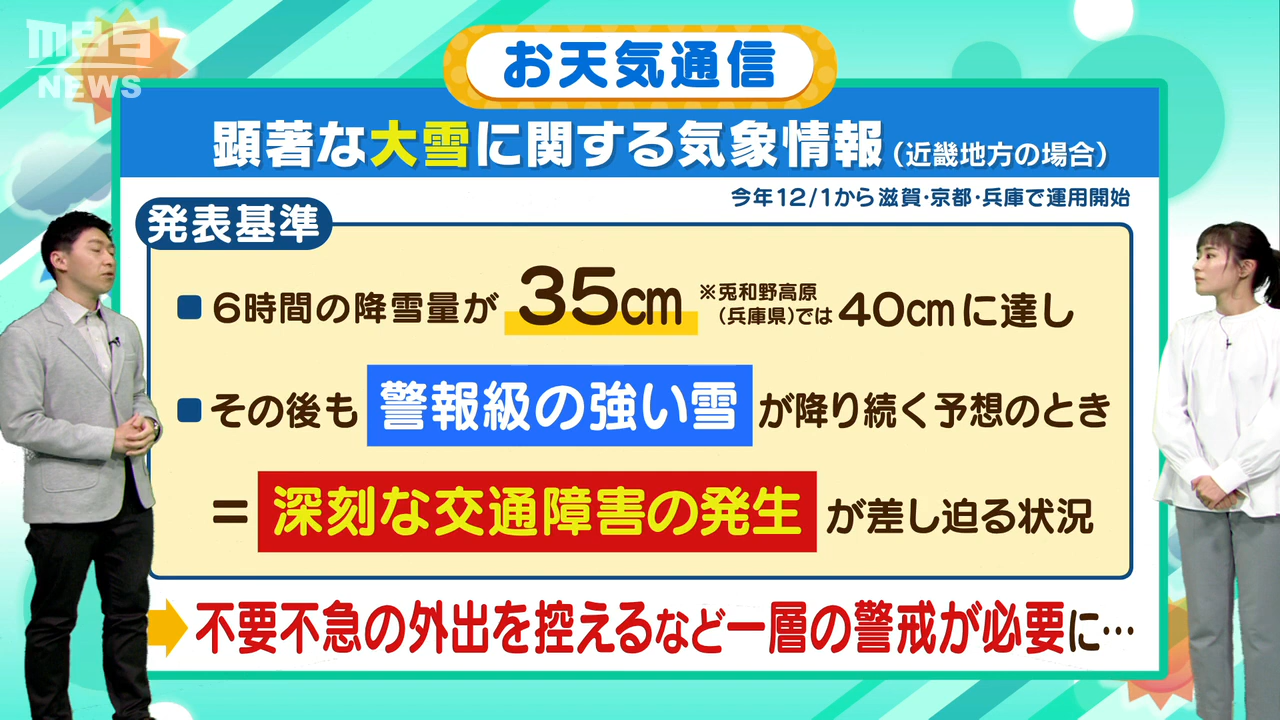 MBS
NEWS
お天気通信
顕著な大雪に関する気象情報(近畿地方の場合)
今年12/1から 滋賀・京都・兵庫で運用開始
発表基準
■ 6時間の降雪量が 35cm ※兎和野高原(兵庫県)では 40cmに達し
■ その後も 警報級の強い雪 が降り続く予想のとき
= 深刻な交通障害の発生 が差し迫る状況
不要不急の外出を控えるなど一層の警戒が必要に…